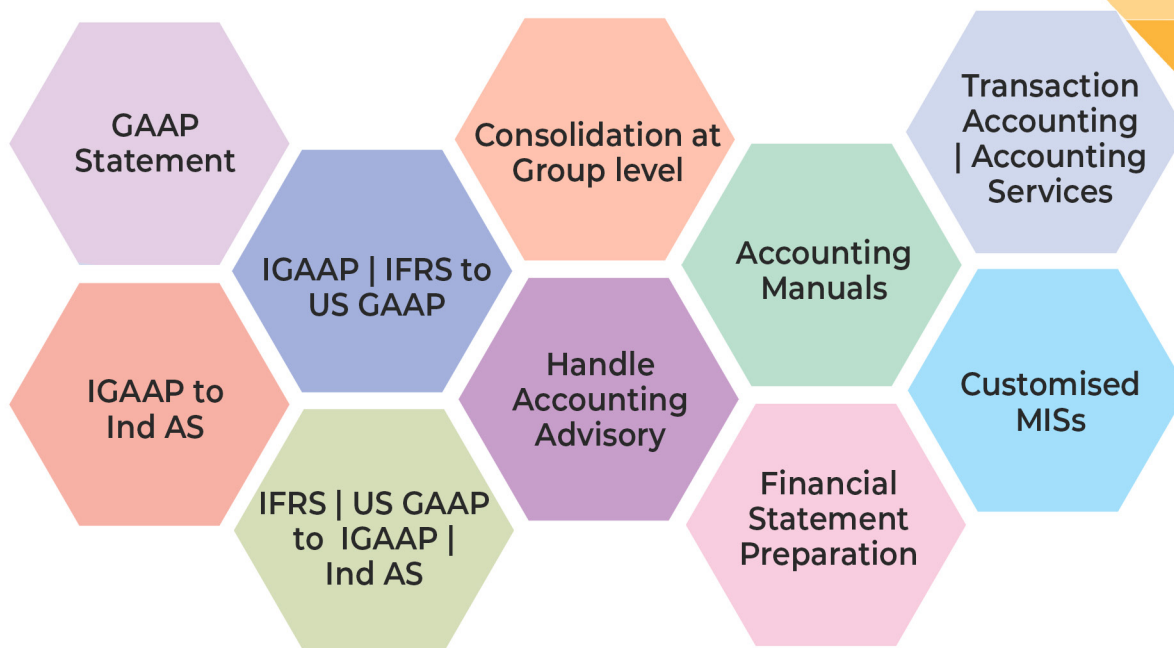 GAAP
Statement
IGAAP | IFRS to
US GAAP
Consolidation at
Group level
Accounting
Manuals
Transaction
Accounting
| Accounting
Services
IGAAP to
Ind AS
IFRS | US GAAP
to IGAAP |
Ind AS
Handle
Accounting
Advisory
Financial
Statement
Preparation
Customised
MISs